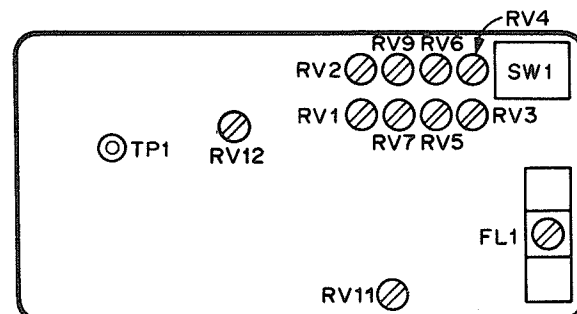 RV4
RV9 RV6
RV2
SW1
RV1
RV3
TP1
RV12
RV7 RV5
FL1
RV11